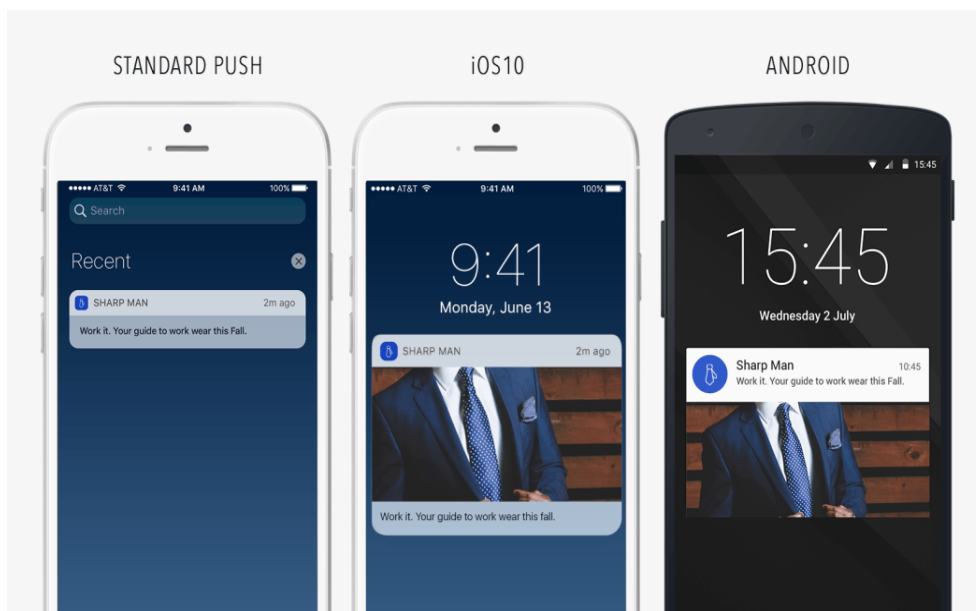 STANDARD PUSH
iOS10
ANDROID
AT&T 9:41 AM 100%
Search
Recent
SHARP MAN 2m ago
Work it. Your guide to work wear this Fall.
AT&T 9:41 AM 100%
9:41
Monday, June 13
SHARP MAN 2m ago
Work it. Your guide to work wear this fall.
15:45
15:45
Wednesday 2 July
Sharp Man 10:45
Work it. Your guide to work wear this Fall.